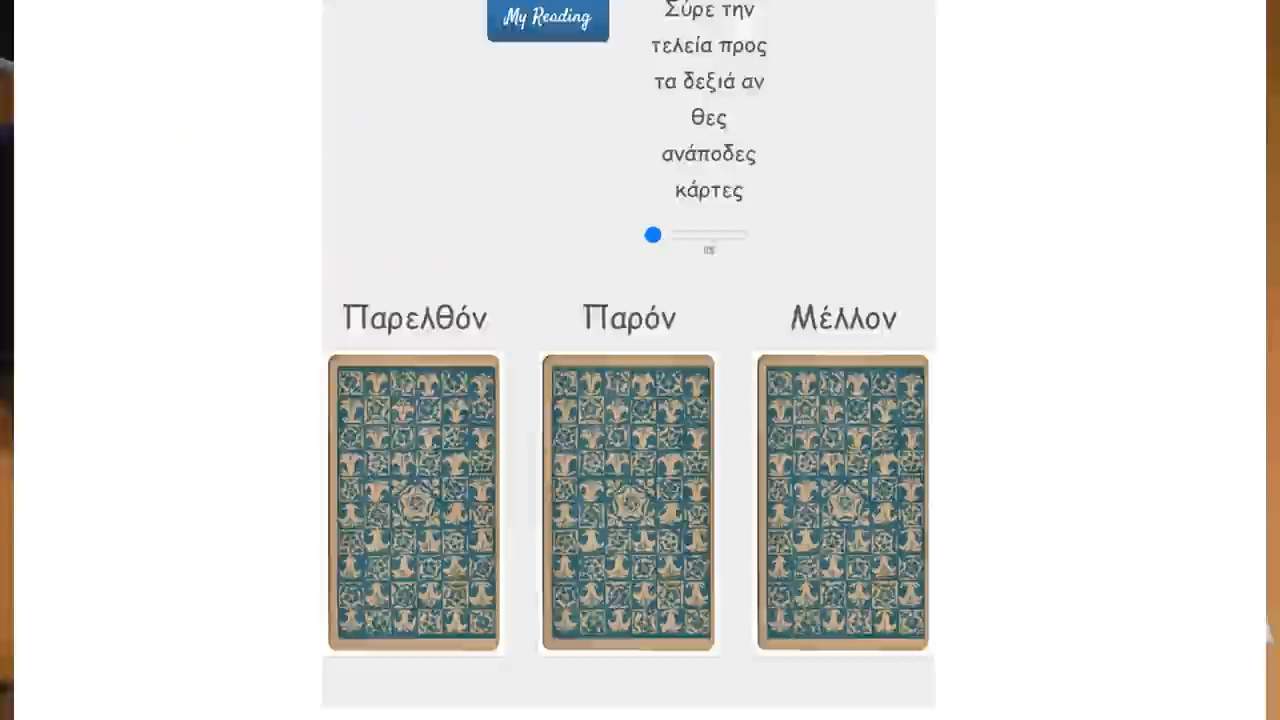 My Reading
Σύρε την
τελεία προς
τα δεξιά αν
θες
ανάποδες
κάρτες
Παρελθόν
Παρόν
Μέλλον